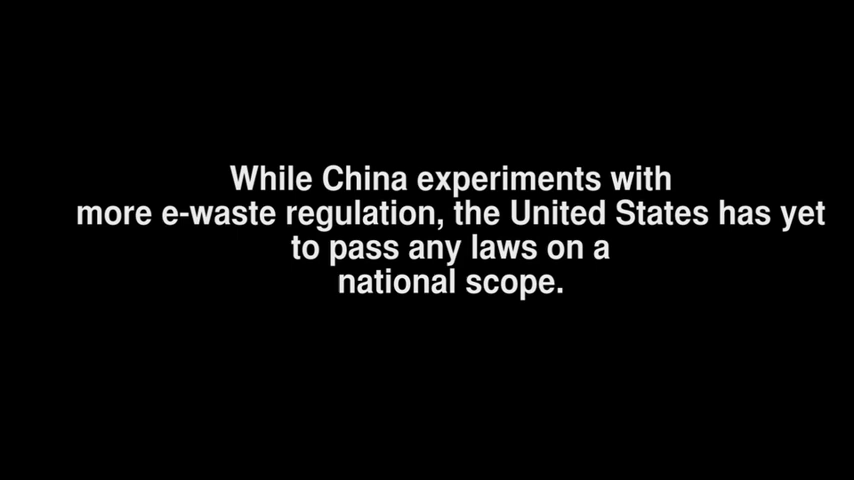 While China experiments with
more e-waste regulation, the United States has yet
to pass any laws on a
national scope.